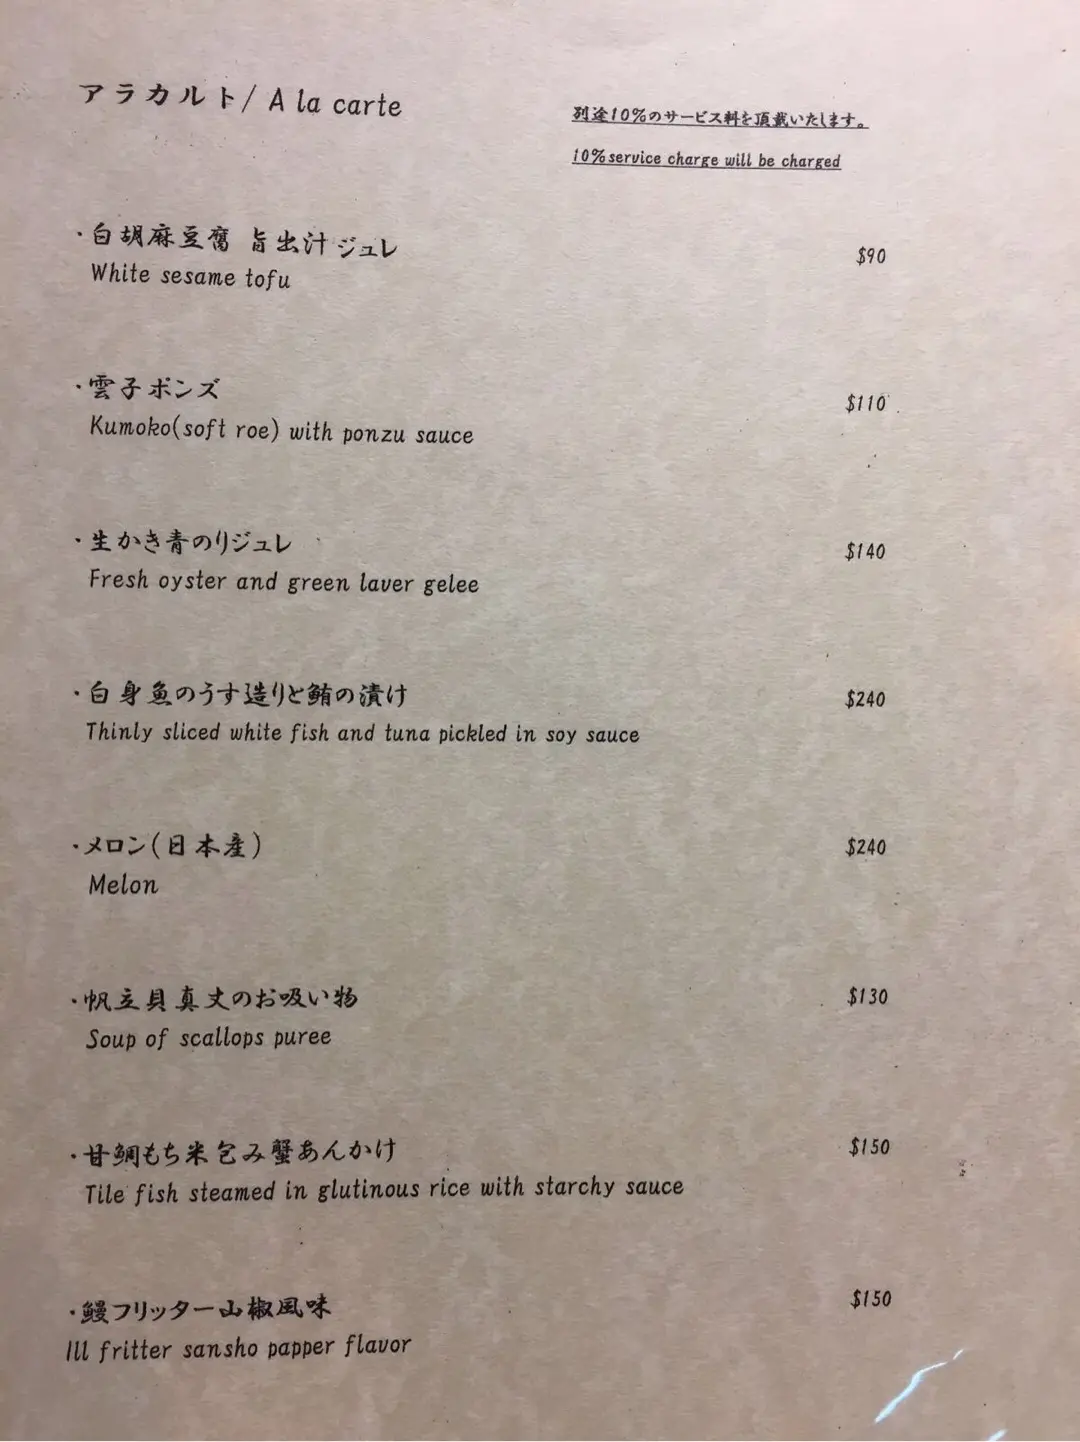 アラカルト/ A la carte
別途10%のサービス料を頂戴いたします。
10%service charge will be charged
・白胡麻豆腐 旨出汁ジュレ
$90
White sesame tofu
・雲子ポンズ
$110
Kumoko(soft roe) with ponzu sauce
・生かき青のりジュレ
$140
Fresh oyster and green laver gelee
・白身魚のうす造りと鮪の漬け
$240
Thinly sliced white fish and tuna pickled in soy sauce
・メロン(日本産)
$240
Melon
・帆立貝真丈のお吸い物
$130
Soup of scallops puree
・甘鯛もち米包み蟹あんかけ
$150
Tile fish steamed in glutinous rice with starchy sauce
・鰻フリッター山椒風味
$150
Ill fritter sansho papper flavor